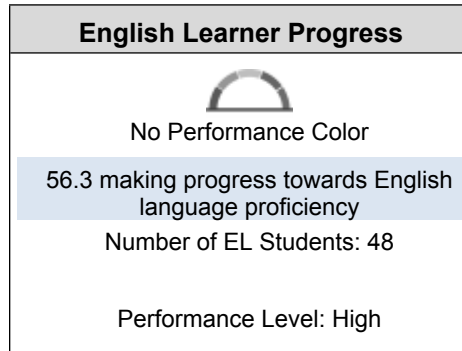 English Learner Progress
No Performance Color
56.3 making progress towards English
language proficiency
Number of EL Students: 48
Performance Level: High